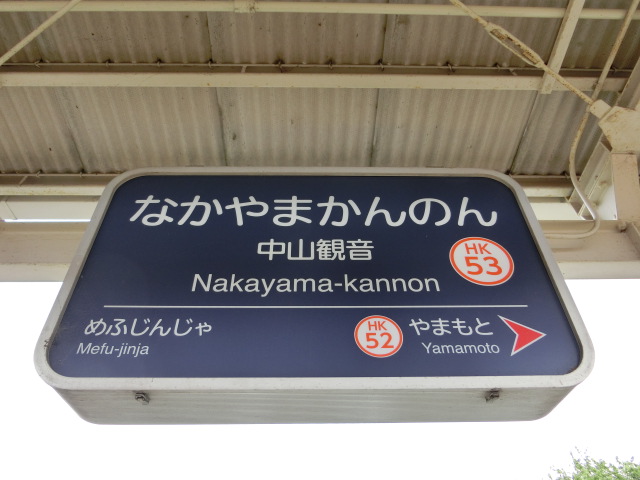 なかやまかんのん
中山観音
Nakayama-kannon
HK
53
めふじんじゃ
Mefu-jinja
HK
52
やまもと
Yamamoto